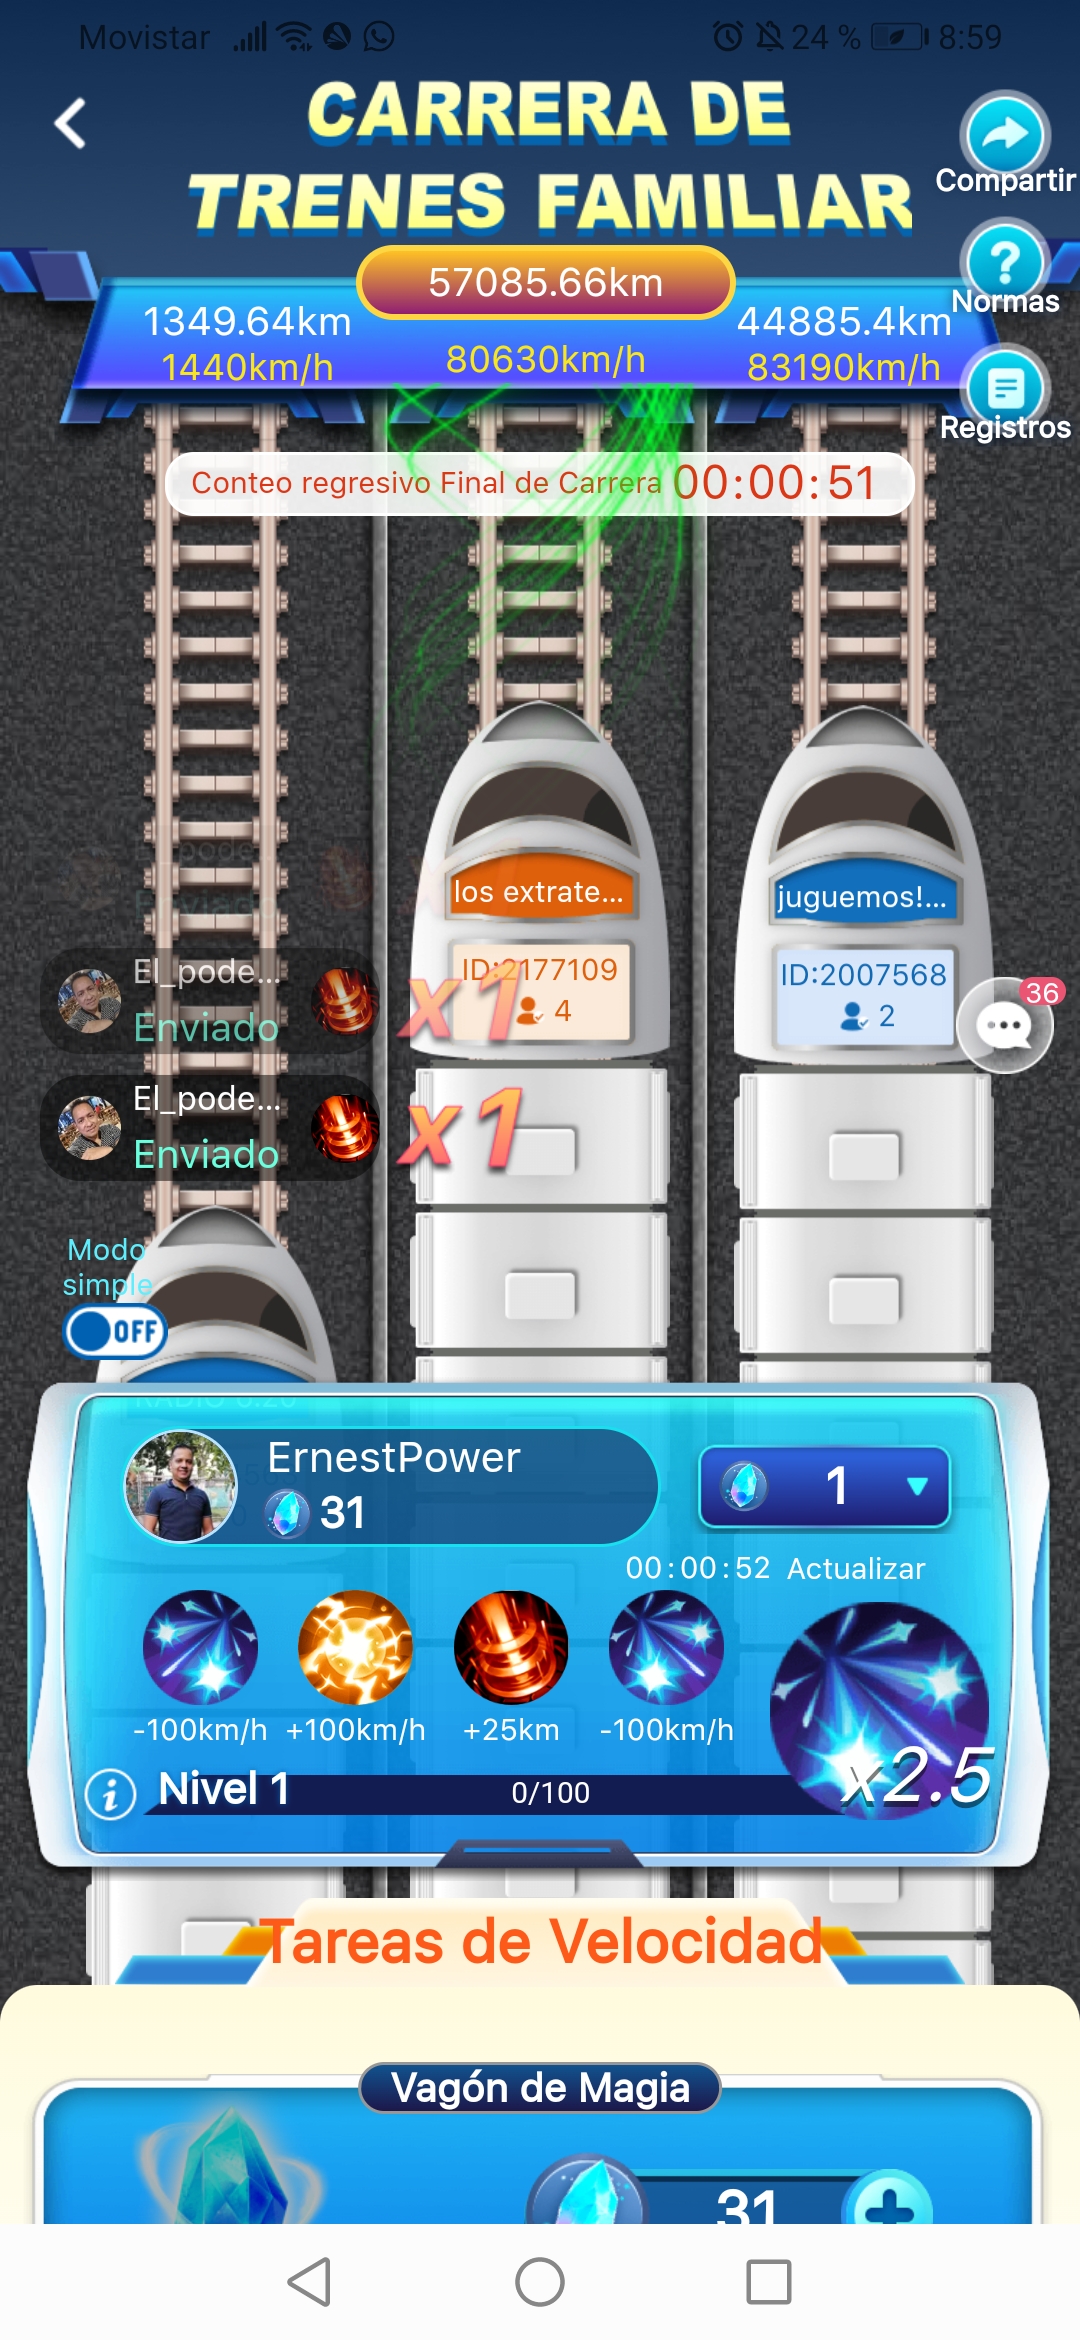 Movistar 24 % 8:59
CARRERA DE
TRENES FAMILIAR
Compartir
57085.66km
1349.64km
44885.4km
Normas
1440km/h
80630km/h
83190km/h
Registros
Conteo regresivo Final de Carrera 00:00:51
los extrate...
juguemos!...
ID:2177109
4
ID:2007568
2
36
El_pode...
Enviado
x1
El_pode...
Enviado
x1
Modo
simple
OFF
RADIO 6.20
ErnestPower
31
1
00:00:52 Actualizar
-100km/h
+100km/h
+25km
-100km/h
x2.5
Nivel 1
0/100
Tareas de Velocidad
Vagón de Magia
31